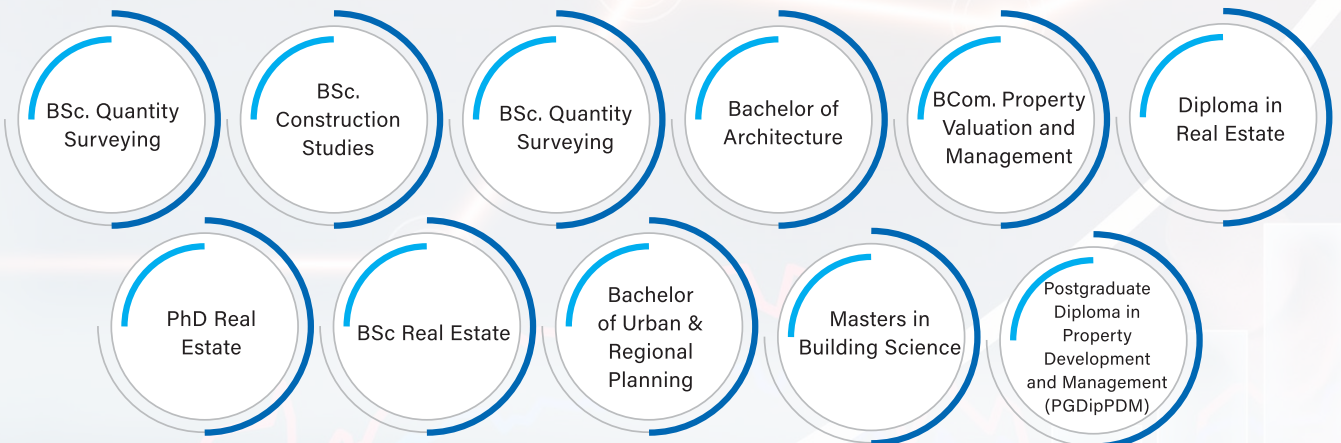 BSc. Quantity
Surveying
BSc.
Construction
Studies
BSc. Quantity
Surveying
Bachelor of
Architecture
BCom. Property
Valuation and
Management
Diploma in
Real Estate
PhD Real
Estate
BSc Real Estate
Bachelor
of Urban &
Regional
Planning
Masters in
Building Science
Postgraduate
Diploma in
Property
Development
and Management
(PGDipPDM)